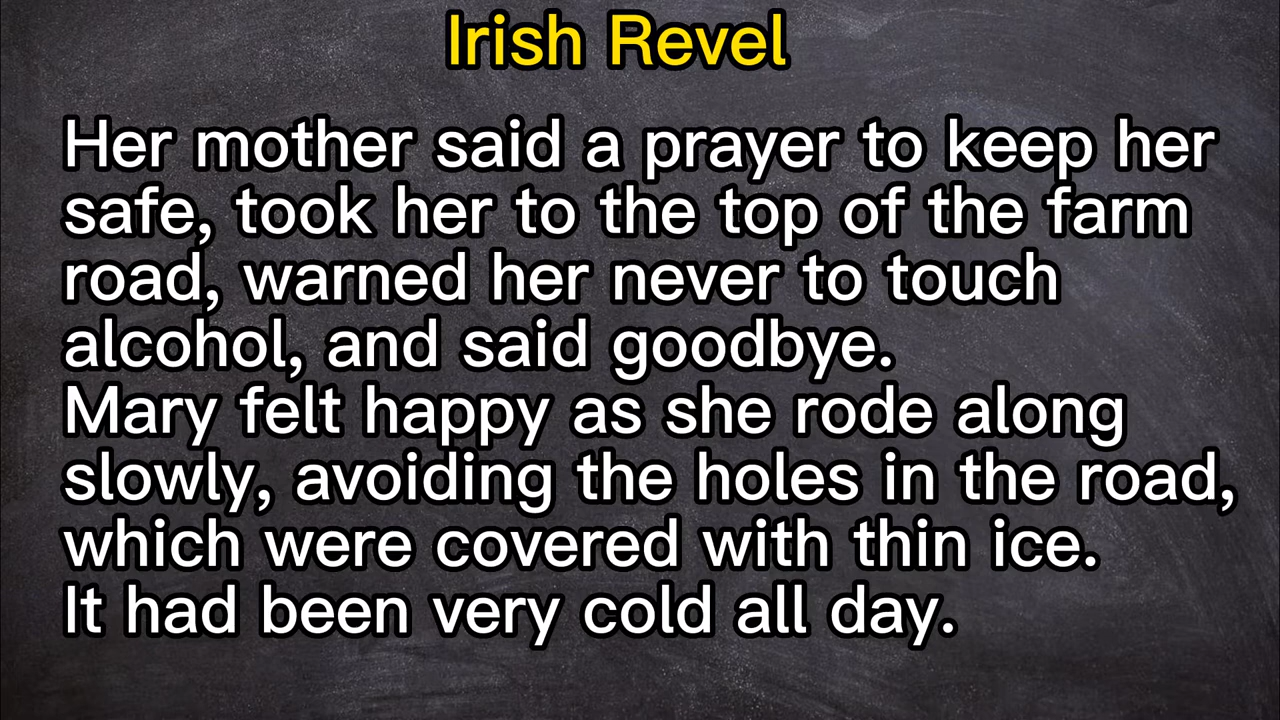 Irish Revel
Her mother said a prayer to keep her
safe, took her to the top of the farm
road, warned her never to touch
alcohol, and said goodbye.
Mary felt happy as she rode along
slowly, avoiding the holes in the road,
which were covered with thin ice.
It had been very cold all day.